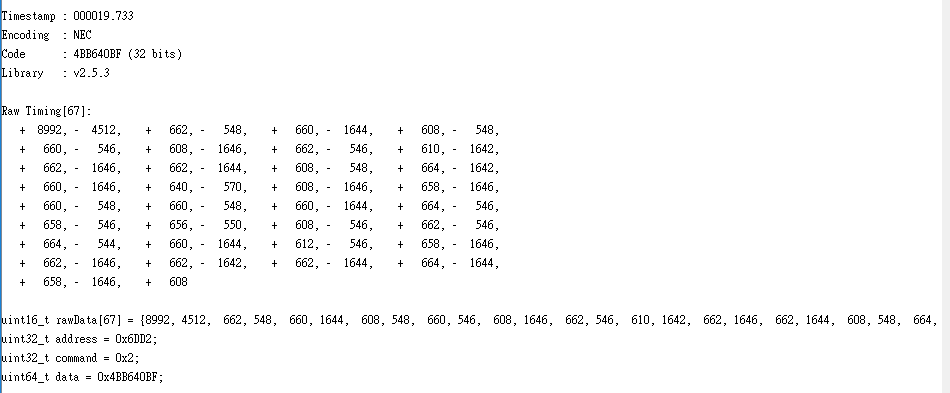 Timestamp : 000019.733
Encoding  : NEC
Code      : 4BB640BF (32 bits)
Library   : v2.5.3
Raw Timing[67]:
+  8992, -  4512,    +   662, -   548,    +   660, -  1644,    +   608, -   548,
+   660, -   546,    +   608, -  1646,    +   662, -   546,    +   610, -  1642,
+   662, -  1646,    +   662, -  1644,    +   608, -   548,    +   664, -  1642,
+   660, -  1646,    +   640, -   570,    +   608, -  1646,    +   658, -  1646,
+   660, -   548,    +   660, -   548,    +   660, -  1644,    +   664, -   546,
+   658, -   546,    +   656, -   550,    +   608, -   546,    +   662, -   546,
+   664, -   544,    +   660, -  1644,    +   612, -   546,    +   658, -  1646,
+   662, -  1646,    +   662, -  1642,    +   662, -  1644,    +   664, -  1644,
+   658, -  1646,    +   608
uint16_t rawData[67] = {8992, 4512,  662, 548,  660, 1644,  608, 548,  660, 546,  608, 1646,  662, 546,  610, 1642,  662, 1646,  662, 1644,  608, 548,  664,
uint32_t address = 0x6DD2;
uint32_t command = 0x2;
uint64_t data = 0x4BB640BF;